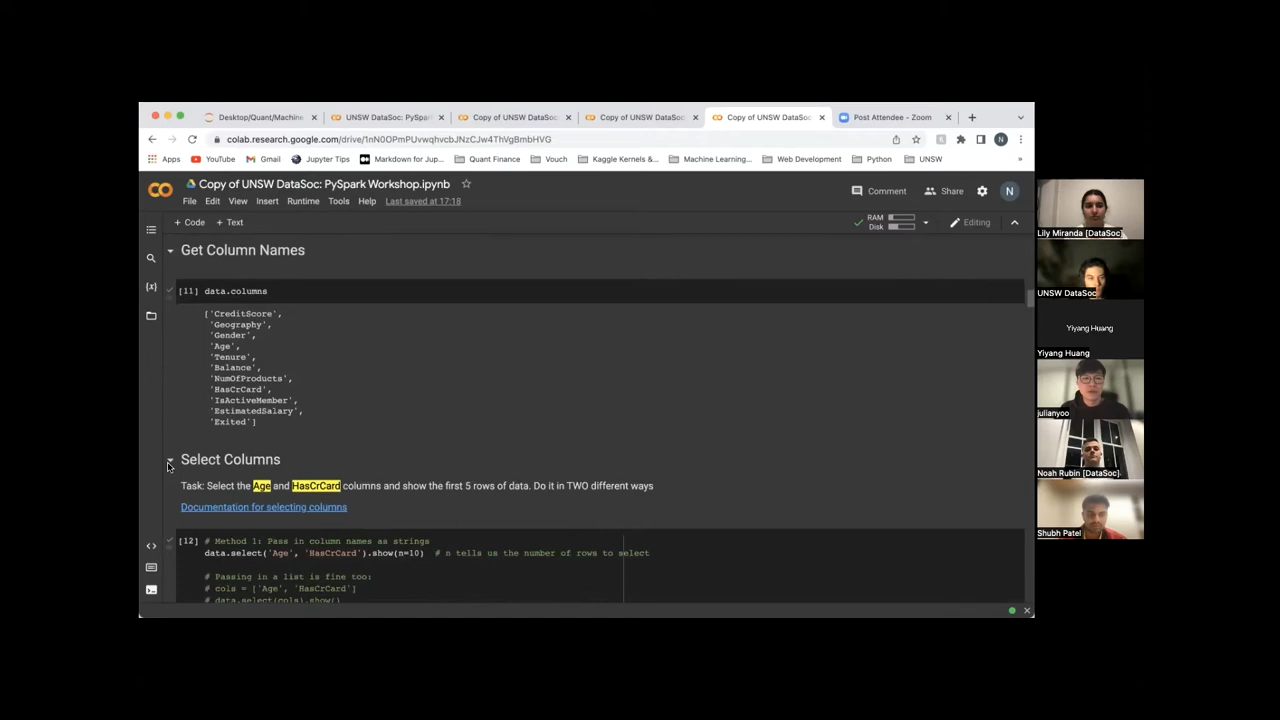 Desktop/Quant/Machine
UNSW DataSoc: PySpark
Copy of UNSW DataSoc:
Copy of UNSW DataSoc:
Copy of UNSW DataSoc:
Post Attendee - Zoom
colab.research.google.com/drive/1nN0OPmPUvwqhvcbJNzCJw4ThVgBmbHVG
N
Apps
YouTube
Gmail
Jupyter Tips
Markdown for Jup...
Quant Finance
Vouch
Kaggle Kernels &...
Machine Learning...
Web Development
Python
UNSW
»
Copy of UNSW DataSoc: PySpark Workshop.ipynb
File Edit View Insert Runtime Tools Help Last saved at 17:18
Comment
Share
N
+ Code + Text
RAM
Disk
Editing
Get Column Names
[11] data.columns
['CreditScore',
'Geography',
'Gender',
'Age',
'Tenure',
'Balance',
'NumOfProducts',
'HasCrCard',
'IsActiveMember',
'EstimatedSalary',
'Exited']
Select Columns
Task: Select the Age and HasCrCard columns and show the first 5 rows of data. Do it in TWO different ways
Documentation for selecting columns
[12] # Method 1: Pass in column names as strings
data.select('Age', 'HasCrCard').show(n=10) # n tells us the number of rows to select
# Passing in a list is fine too:
# cols = ['Age', 'HasCrCard']
# data.select(cols).show()
Lily Miranda [DataSoc]
UNSW DataSoc
Yiyang Huang
Yiyang Huang
julianyoo
Noah Rubin [DataSoc]
Shubh Patel